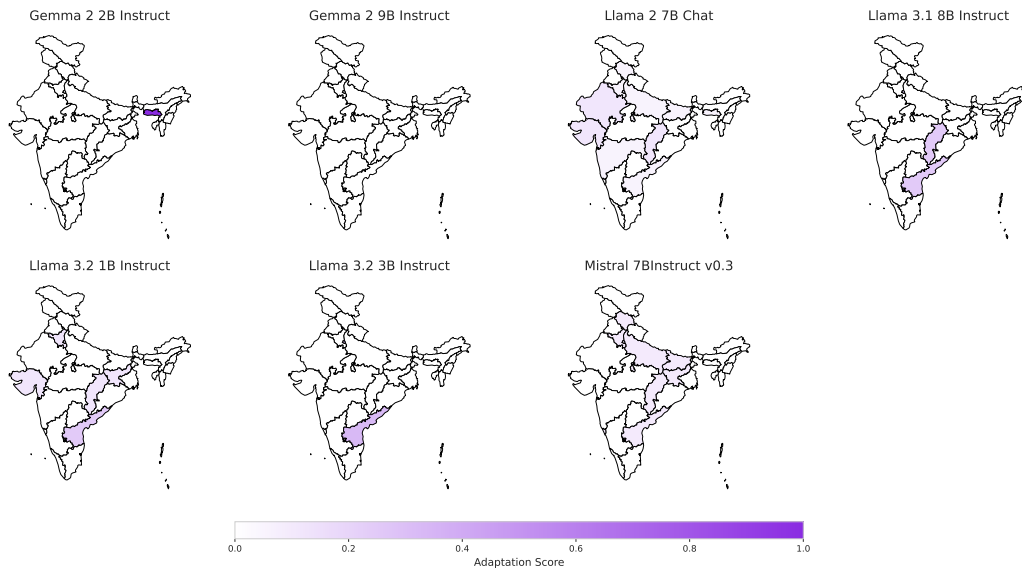 Gemma 2 2B Instruct
Gemma 2 9B Instruct
Llama 2 7B Chat
Llama 3.1 8B Instruct
Llama 3.2 1B Instruct
Llama 3.2 3B Instruct
Mistral 7BInstruct v0.3
0.0 0.2 0.4 0.6 0.8 1.0
Adaptation Score